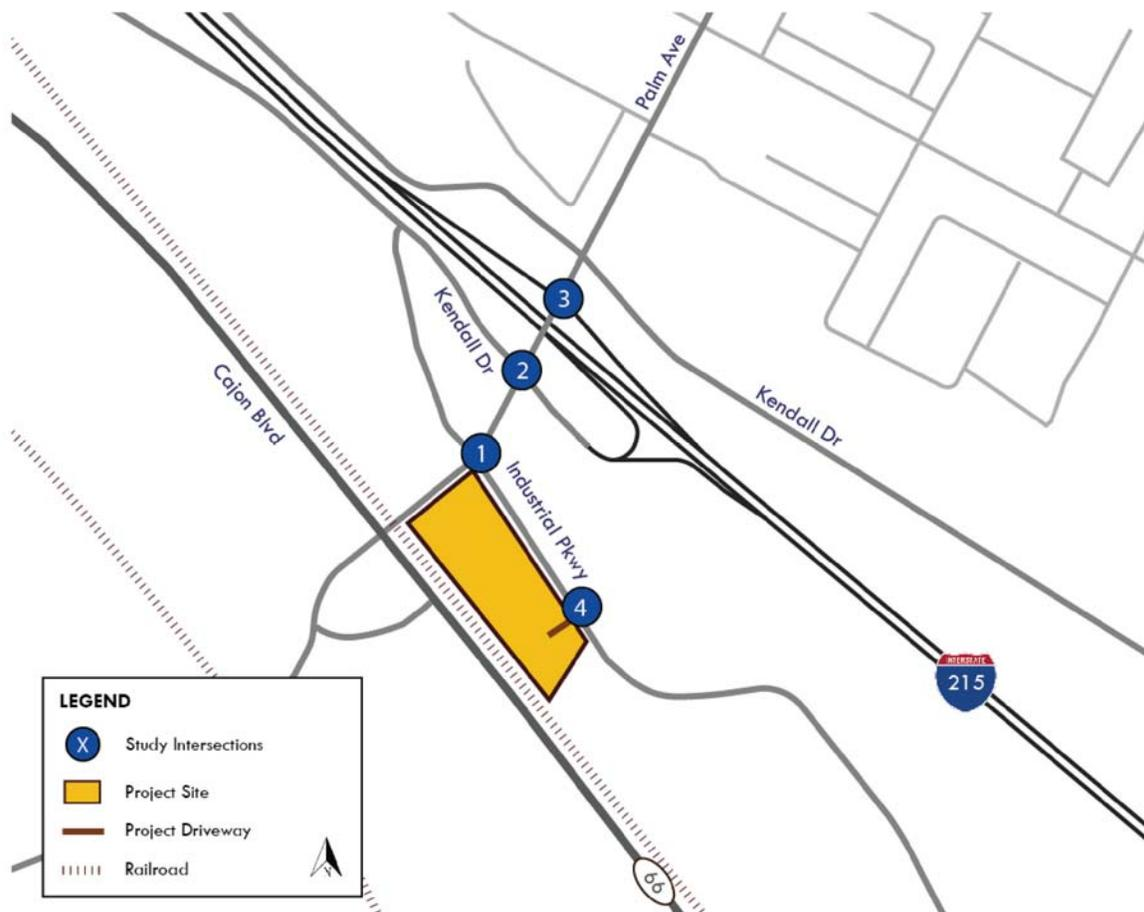 Palm Ave
3
Kendall Dr
2
Cajon Blvd
Kendall Dr
1
Industrial Pkwy
4
INTERSTATE
215
LEGEND
X Study Intersections
Project Site
Project Driveway
Railroad
N
66